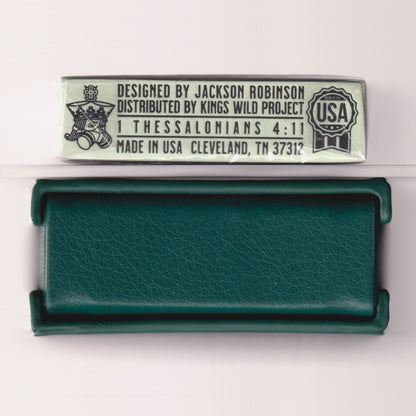 DESIGNED BY JACKSON ROBINSON
DISTRIBUTED BY KINGS WILD PROJECT
1 THESSALONIANS 4:11
MADE IN USA CLEVELAND, TN 37312
USA